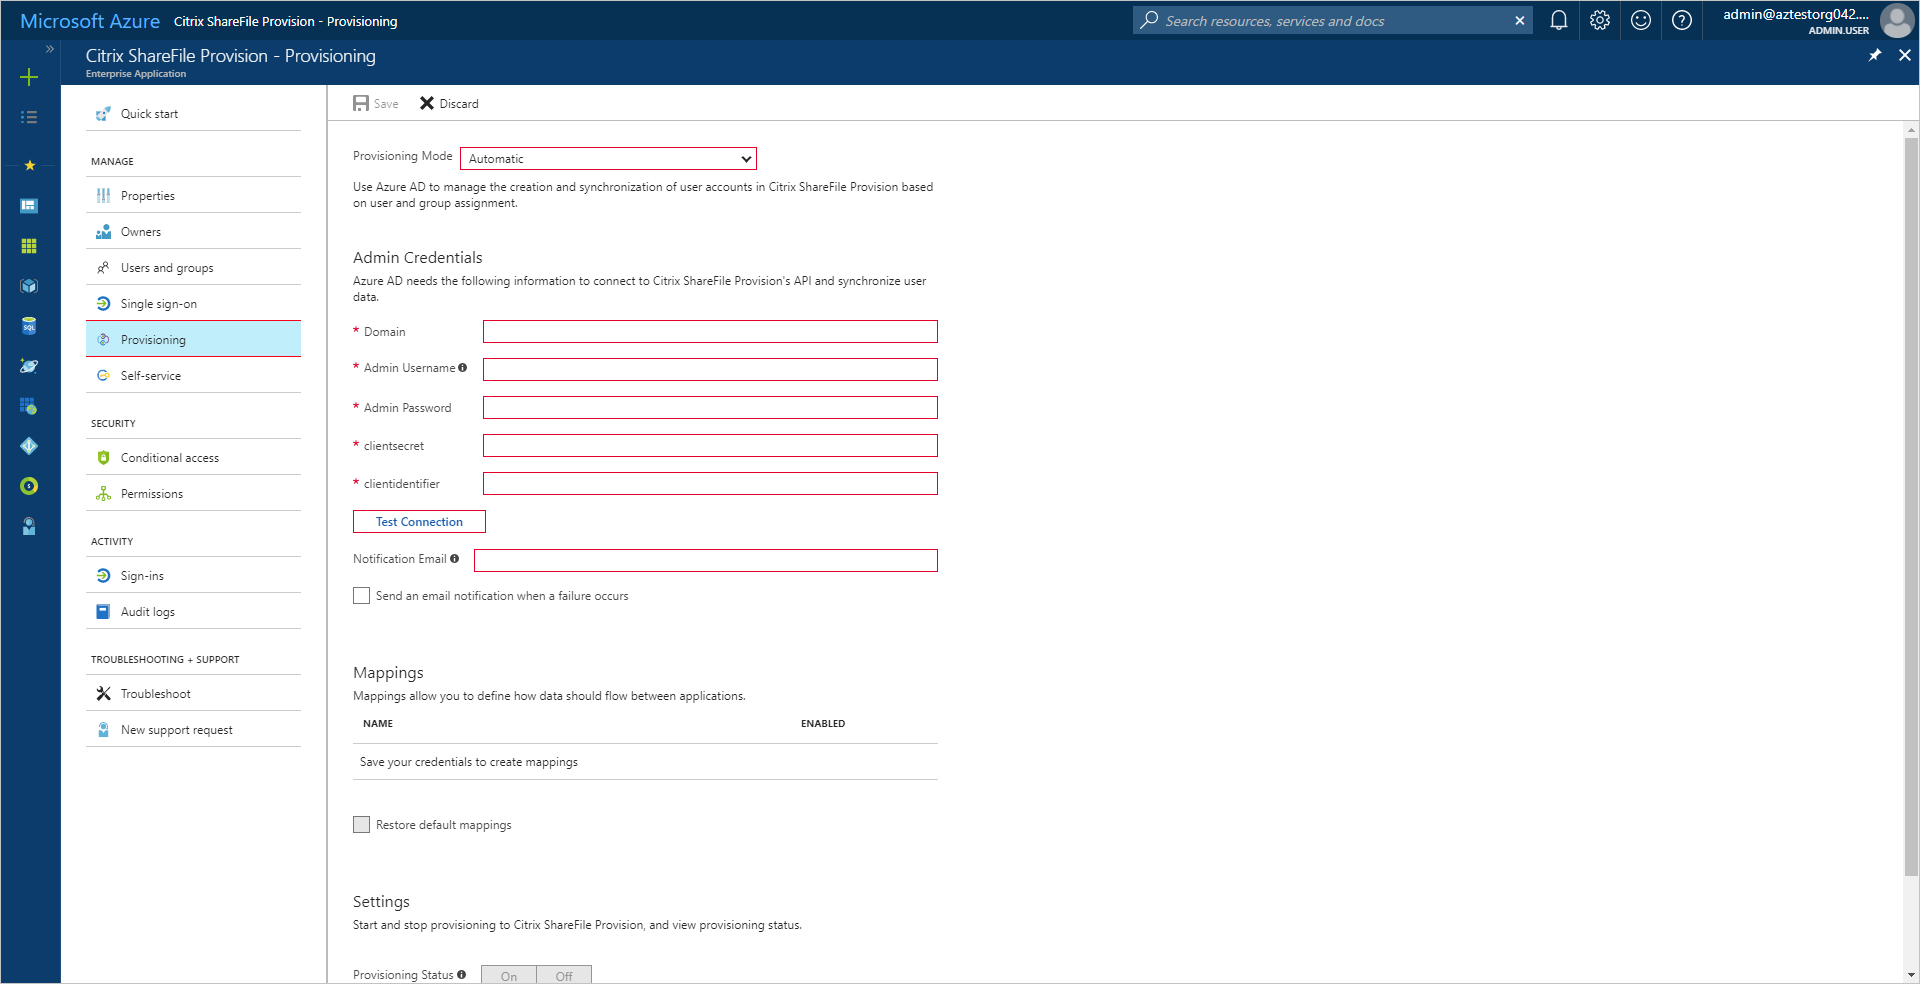 Microsoft Azure Citrix ShareFile Provision - Provisioning
Search resources, services and docs
admin@aztestorg042....
ADMIN.USER
Citrix ShareFile Provision - Provisioning
Enterprise Application
Quick start
MANAGE
Properties
Owners
Users and groups
Single sign-on
Provisioning
Self-service
SECURITY
Conditional access
Permissions
ACTIVITY
Sign-ins
Audit logs
TROUBLESHOOTING + SUPPORT
Troubleshoot
New support request
Save Discard
Provisioning Mode Automatic
Use Azure AD to manage the creation and synchronization of user accounts in Citrix ShareFile Provision based
on user and group assignment.
Admin Credentials
Azure AD needs the following information to connect to Citrix ShareFile Provision's API and synchronize user
data.
* Domain
* Admin Username
* Admin Password
* clientsecret
* clientidentifier
Test Connection
Notification Email
Send an email notification when a failure occurs
Mappings
Mappings allow you to define how data should flow between applications.
NAME ENABLED
Save your credentials to create mappings
Restore default mappings
Settings
Start and stop provisioning to Citrix ShareFile Provision, and view provisioning status.
Provisioning Status On Off